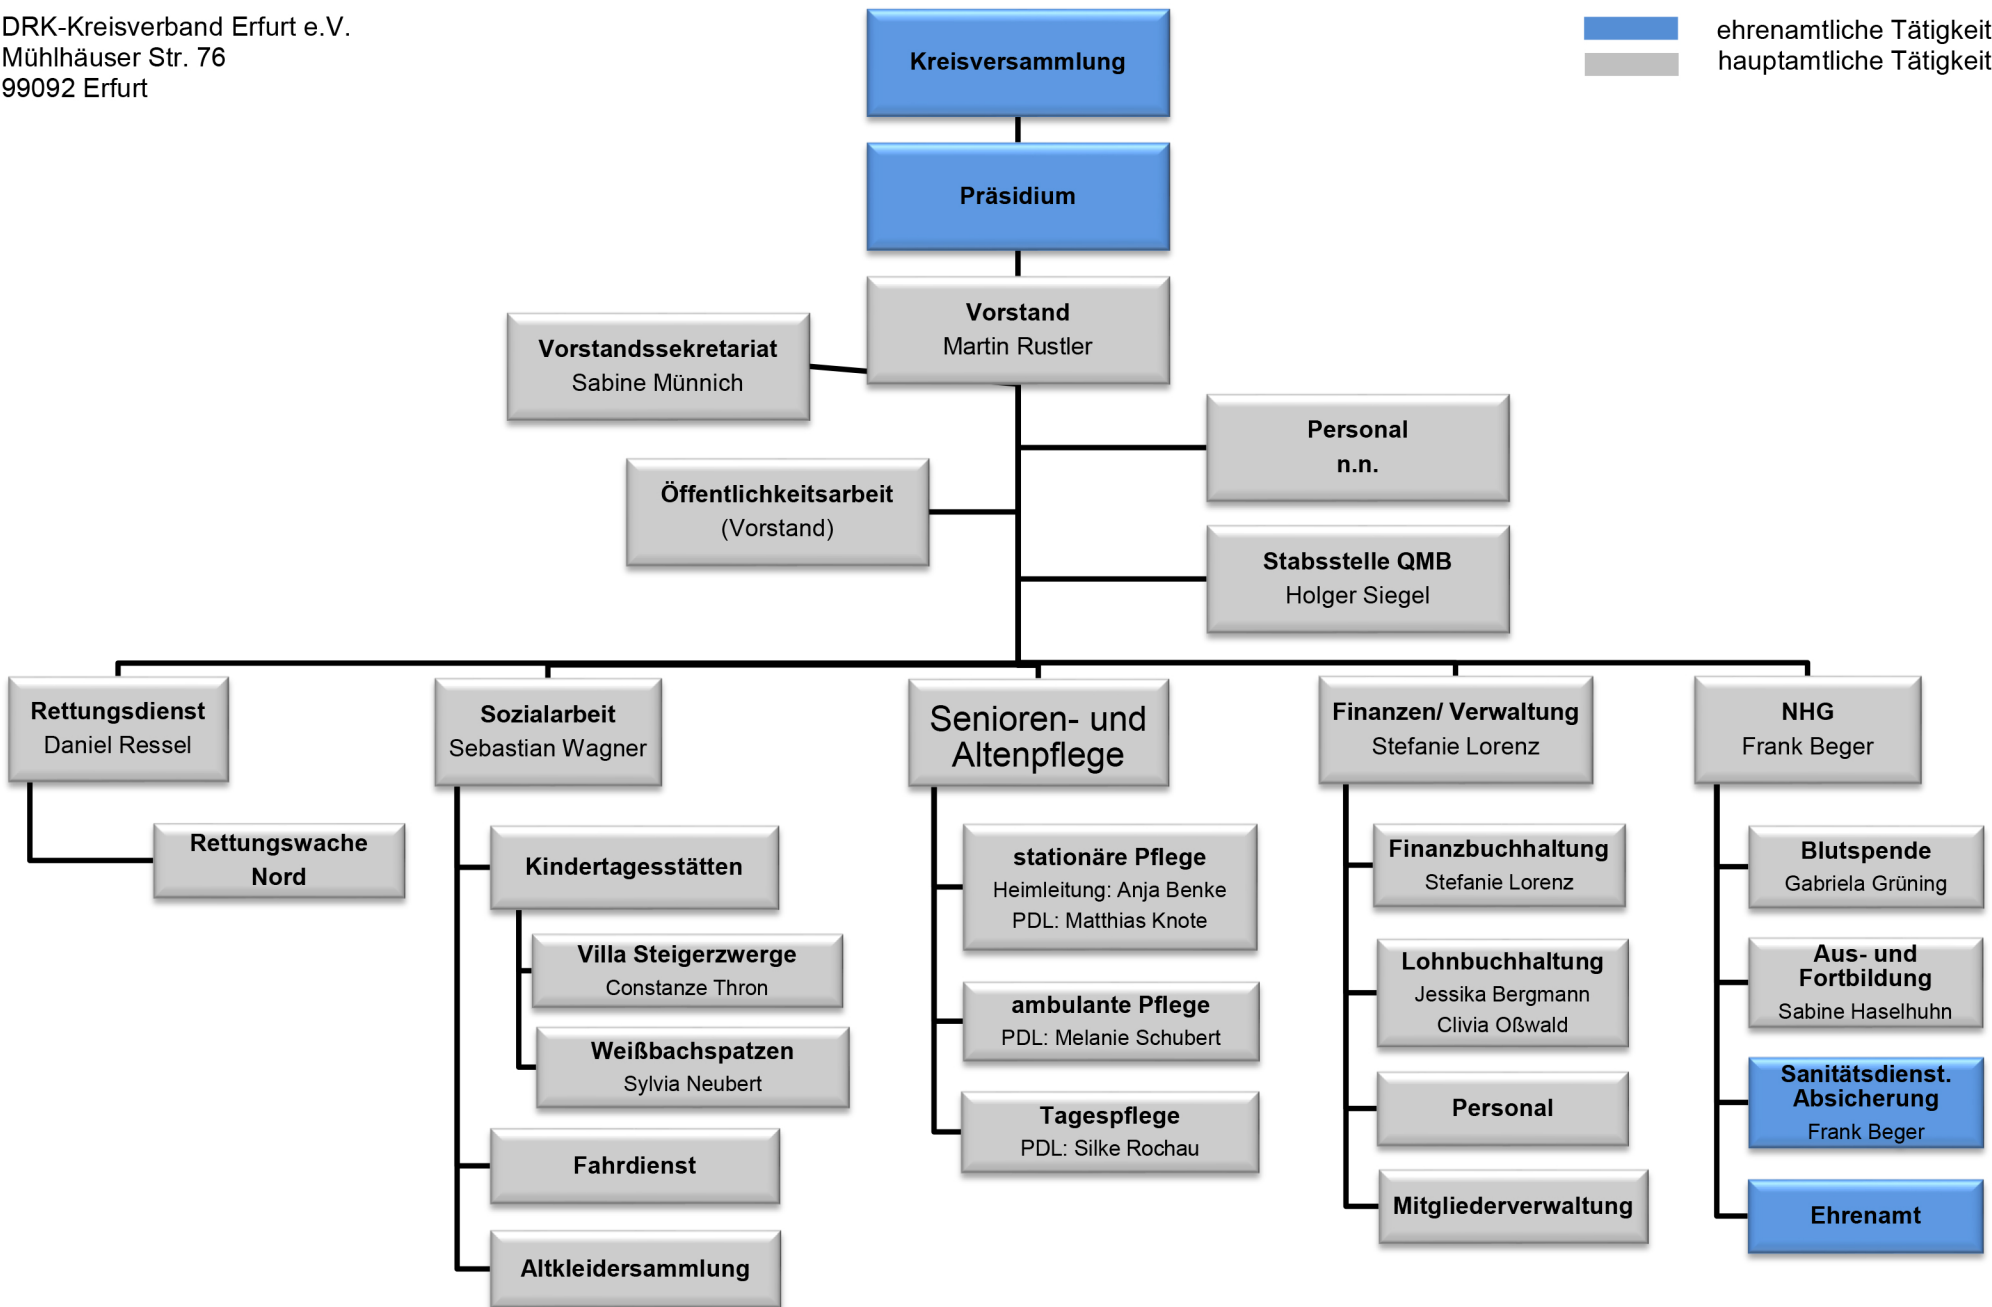 DRK-Kreisverband Erfurt e.V.
Mühlhäuser Str. 76
99092 Erfurt
ehrenamtliche Tätigkeit
hauptamtliche Tätigkeit
Kreisversammlung
Präsidium
Vorstand
Martin Rustler
Vorstandssekretariat
Sabine Münnich
Personal
n.n.
Öffentlichkeitsarbeit
(Vorstand)
Stabsstelle QMB
Holger Siegel
Rettungsdienst
Daniel Ressel
Rettungswache
Nord
Sozialarbeit
Sebastian Wagner
Kindertagesstätten
Villa Steigerzwerge
Constanze Thron
Weißbachspatzen
Sylvia Neubert
Fahrdienst
Altkleidersammlung
Senioren- und
Altenpflege
stationäre Pflege
Heimleitung: Anja Benke
PDL: Matthias Knote
ambulante Pflege
PDL: Melanie Schubert
Tagespflege
PDL: Silke Rochau
Finanzen/ Verwaltung
Stefanie Lorenz
Finanzbuchhaltung
Stefanie Lorenz
Lohnbuchhaltung
Jessika Bergmann
Clivia Oßwald
Personal
Mitgliederverwaltung
NHG
Frank Beger
Blutspende
Gabriela Grüning
Aus- und
Fortbildung
Sabine Haselhuhn
Sanitätsdienst.
Absicherung
Frank Beger
Ehrenamt